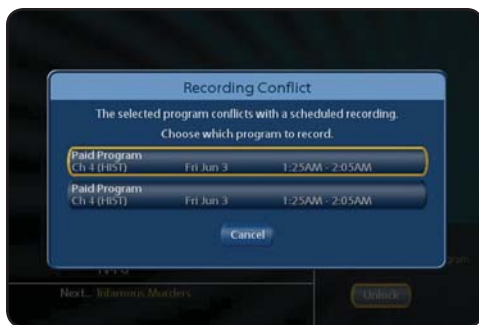 Recording Conflict
The selected program conflicts with a scheduled recording.
Choose which program to record.
Paid Program
Ch 4 (HIST) Fri Jun 3 1:25AM - 2:05AM
Paid Program
Ch 4 (HIST) Fri Jun 3 1:25AM - 2:05AM
Cancel
Next... Infamous Murders
Unlock